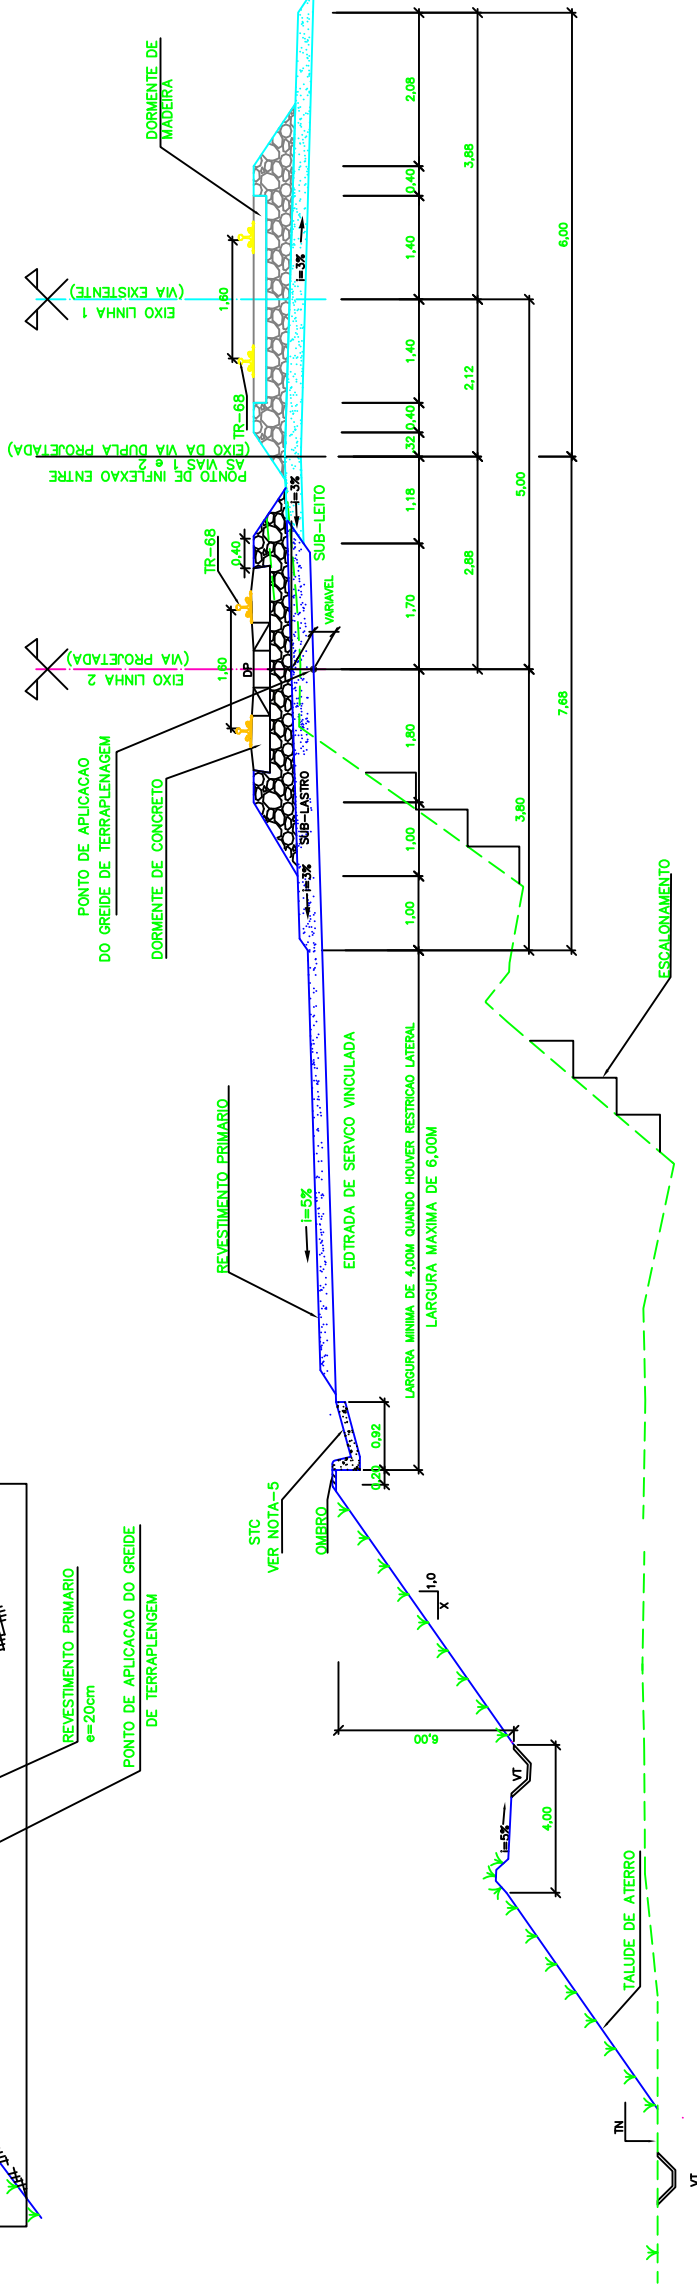 DORMENTE DE
MADEIRA
EIXO LINHA 1
(VIA EXISTENTE)
1,60
TR-68
i=3%
PONTO DE INFLEXAO ENTRE
AS VIAS 1 e 2
(EIXO DA VIA DUPLA PROJETADA)
i=3%
SUB-LEITO
TR-68
0,40
VARIAVEL
EIXO LINHA 2
(VIA PROJETADA)
1,60
DP
PONTO DE APLICACAO
DO GREIDE DE TERRAPLENAGEM
DORMENTE DE CONCRETO
SUB-LASTRO
i=3%
2,08
0,40
1,40
1,40
0,40
32
1,18
1,70
1,80
1,00
1,00
3,88
2,12
2,88
5,00
3,80
6,00
7,68
ESCALONAMENTO
REVESTIMENTO PRIMARIO
i=5%
EDTRADA DE SERVCO VINCULADA
LARGURA MINIMA DE 4,00M QUANDO HOUVER RESTRICAO LATERAL
LARGURA MAXIMA DE 6,00M
0,92
0,20
STC
VER NOTA-5
OMBRO
1,0
X
6,00
VT
i=5%
4,00
TALUDE DE ATERRO
TN
VT
REVESTIMENTO PRIMARIO
e=20cm
PONTO DE APLICACAO DO GREIDE
DE TERRAPLENGEM